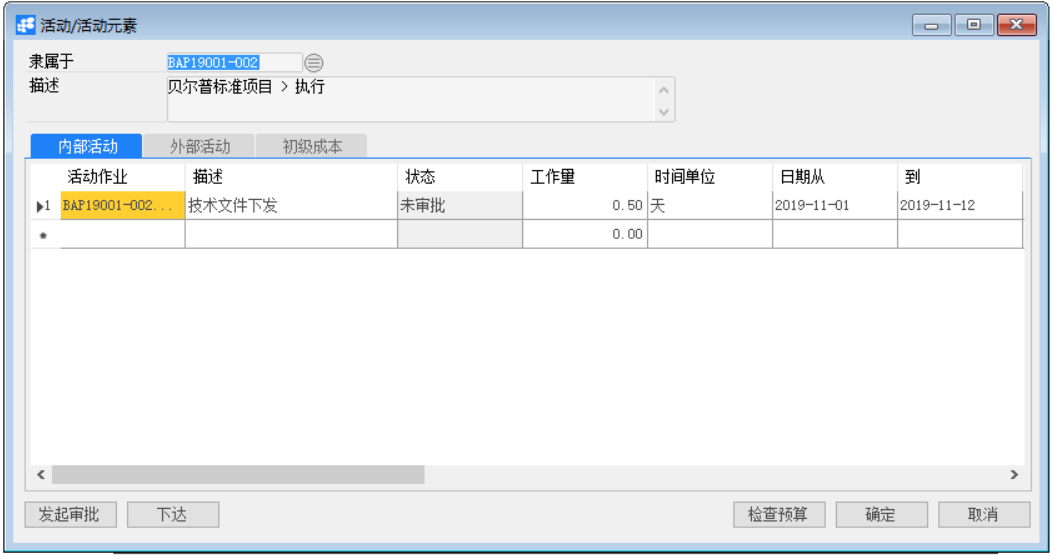 活动/活动元素
隶属于 BAP19001-002
描述 贝尔普标准项目 > 执行
内部活动 外部活动 初级成本
活动作业 描述 状态 工作量 时间单位 日期从 到
1 BAP19001-002... 技术文件下发 未审批 0.50 天 2019-11-01 2019-11-12
* 0.00
发起审批 下达 检查预算 确定 取消